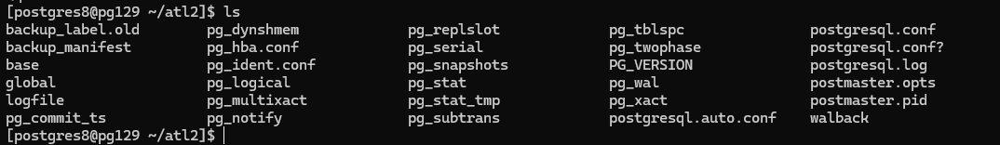 [postgres8@pg129 ~/atl2]$ ls
backup_label.old pg_dynshmem pg_replslot pg_tblspc postgresql.conf
backup_manifest pg_hba.conf pg_serial pg_twophase postgresql.conf?
base pg_ident.conf pg_snapshots PG_VERSION postgresql.log
global pg_logical pg_stat pg_wal postmaster.opts
logfile pg_multixact pg_stat_tmp pg_xact postmaster.pid
pg_commit_ts pg_notify pg_subtrans postgresql.auto.conf walback
[postgres8@pg129 ~/atl2]$